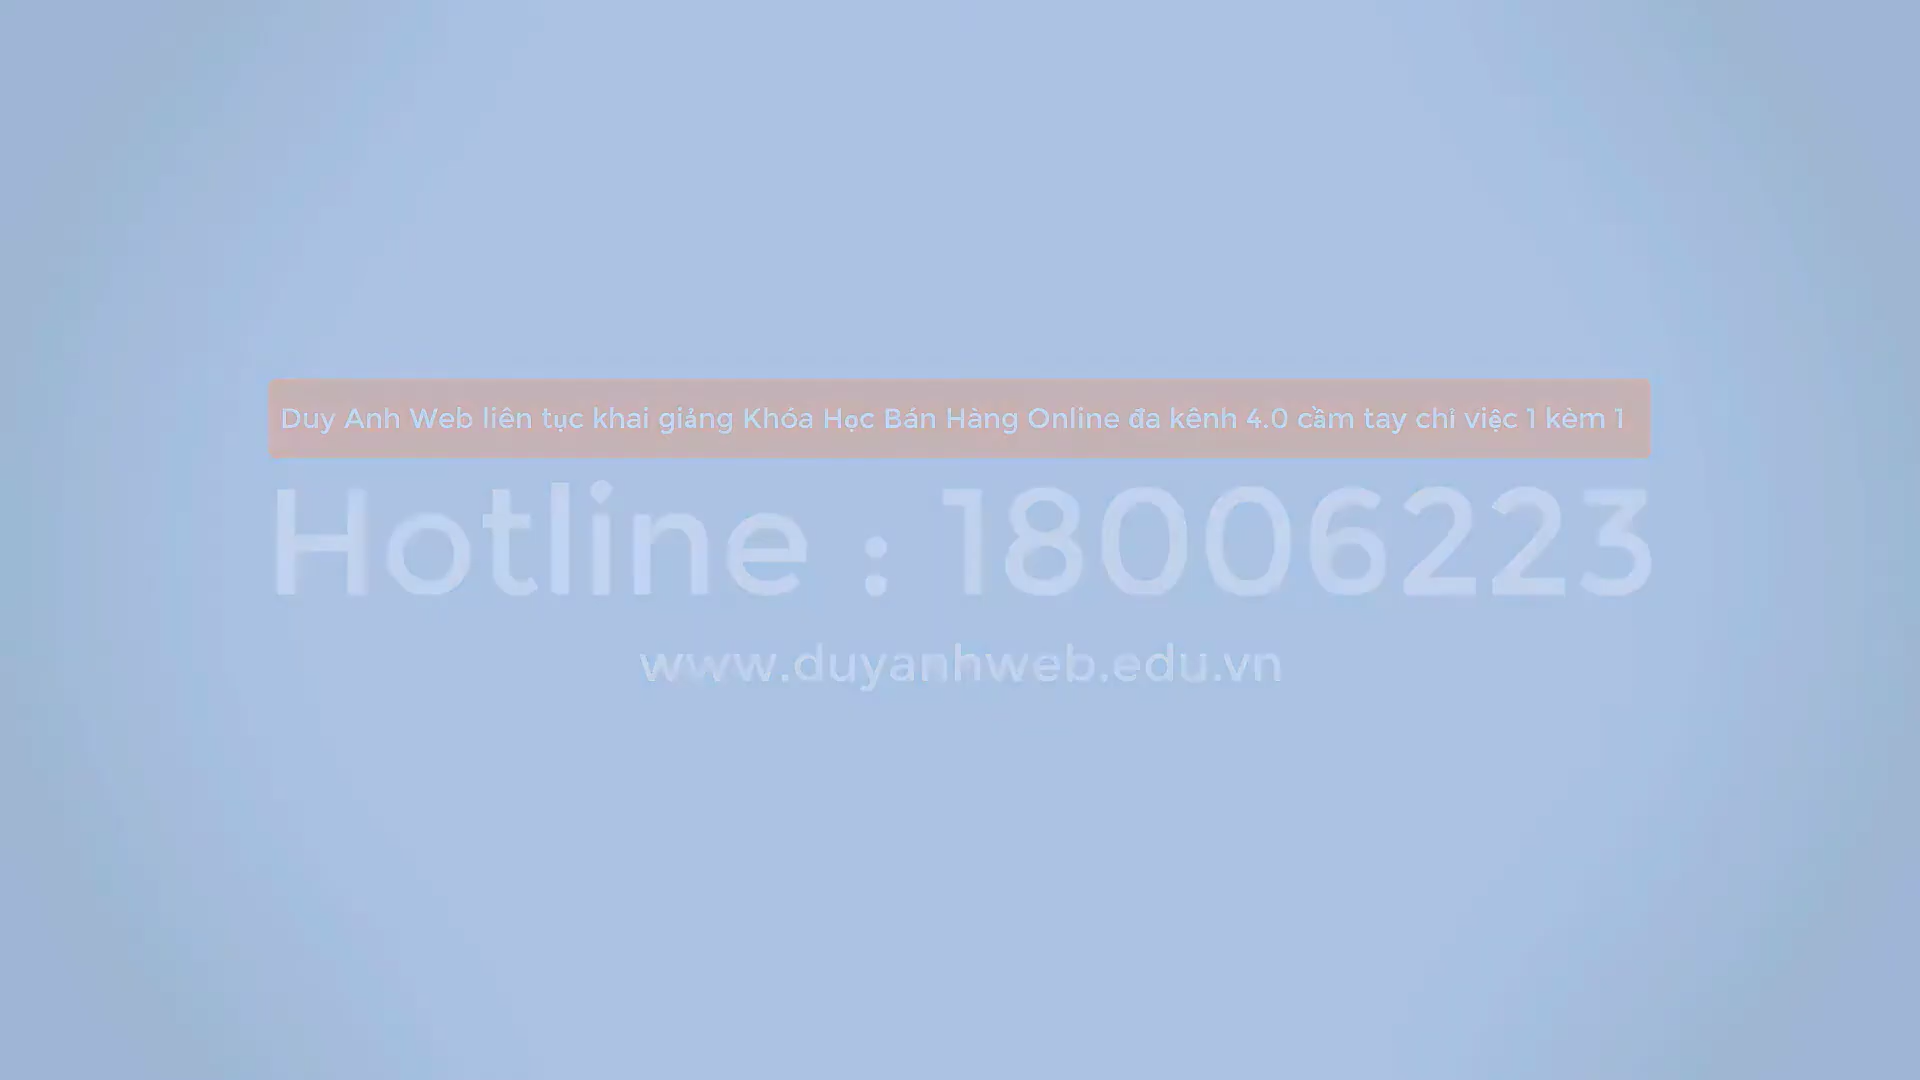 Duy Anh Web liên tục khai giảng Khóa Học Bán Hàng Online đa kênh 4.0 cầm tay chỉ việc 1 kèm 1
Hotline : 18006223
www.duyanhweb.edu.vn